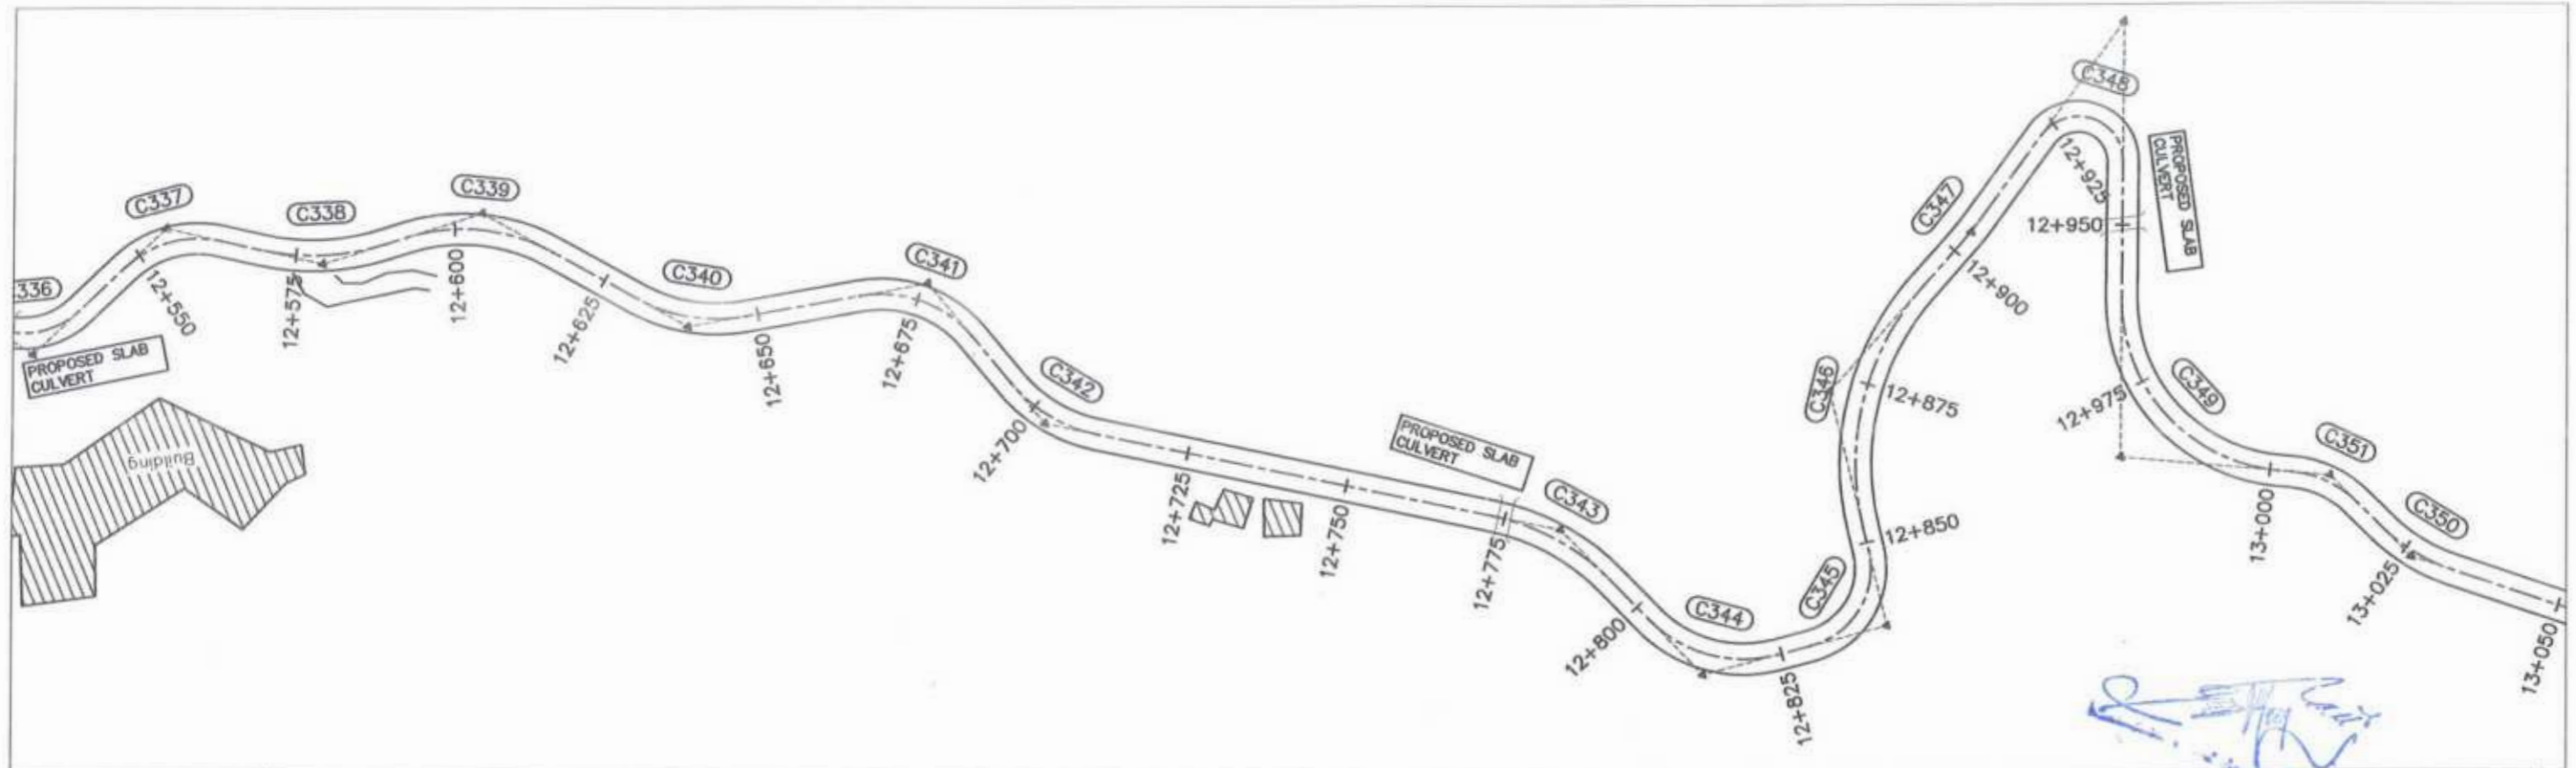 336
C337
C338
C339
C340
C341
C342
C343
C344
C345
C346
C347
C348
C349
C351
C350
12+550
12+575
12+600
12+625
12+650
12+675
12+700
12+725
12+750
12+775
12+800
12+825
12+850
12+875
12+900
12+925
12+950
12+975
13+000
13+025
13+050
PROPOSED SLAB
CULVERT
Building
PROPOSED SLAB
CULVERT
PROPOSED SLAB
CULVERT